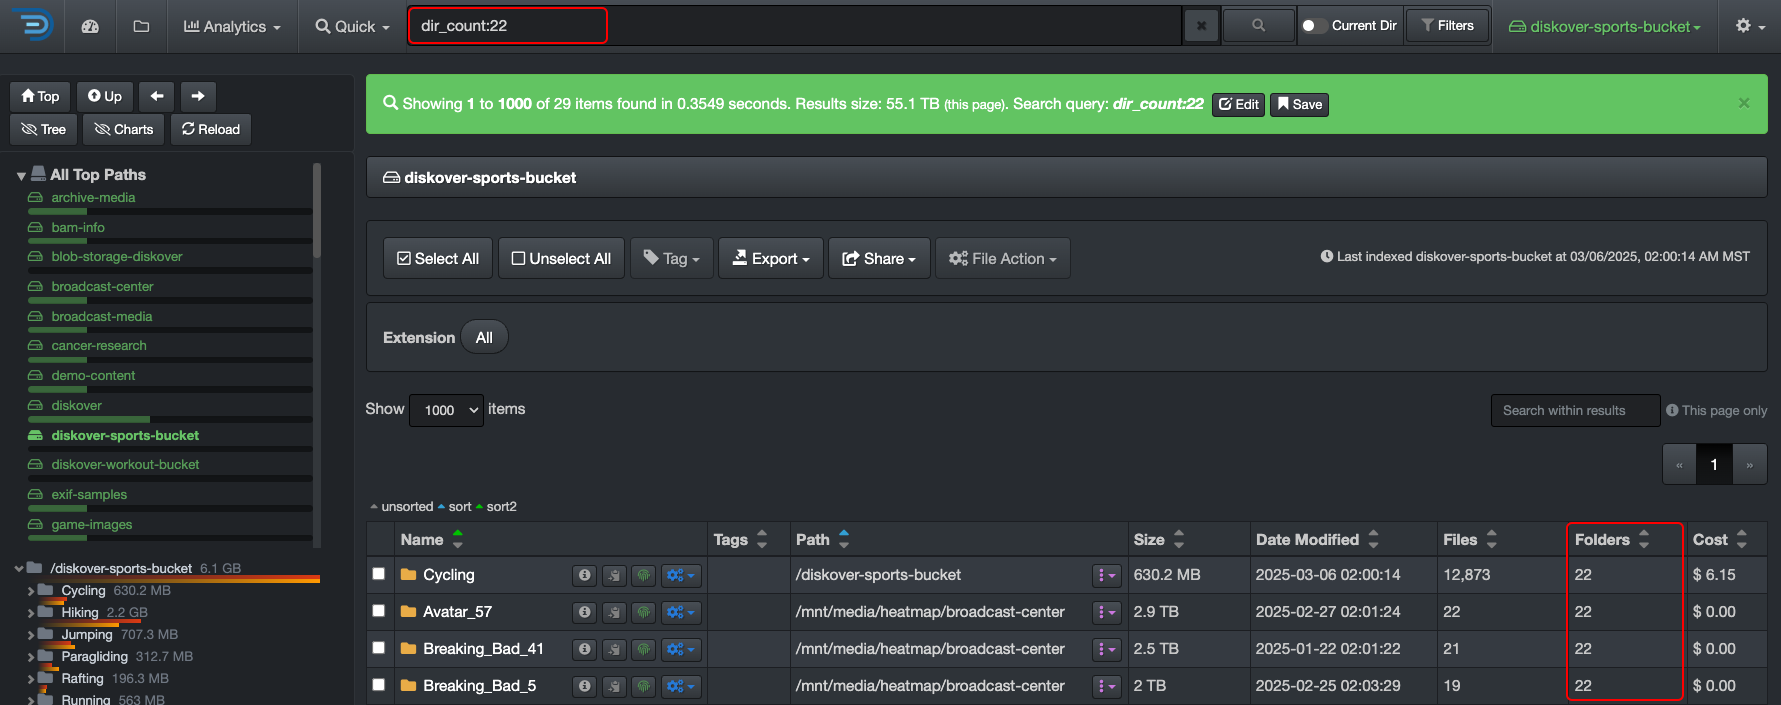 Analytics Quick dir_count:22 Current Dir Filters diskover-sports-bucket
Top Up
Tree Charts Reload
Showing 1 to 1000 of 29 items found in 0.3549 seconds. Results size: 55.1 TB (this page). Search query: dir_count:22 Edit Save ×
diskover-sports-bucket
All Top Paths
archive-media
bam-info
blob-storage-diskover
broadcast-center
broadcast-media
cancer-research
demo-content
diskover
diskover-sports-bucket
diskover-workout-bucket
exif-samples
game-images
/diskover-sports-bucket 6.1 GB
Cycling 630.2 MB
Hiking 2.2 GB
Jumping 707.3 MB
Paragliding 312.7 MB
Rafting 196.3 MB
Running 563 MB
Select All Unselect All Tag Export Share File Action Last indexed diskover-sports-bucket at 03/06/2025, 02:00:14 AM MST
Extension All
Show 1000 items Search within results This page only
« 1 »
unsorted sort sort2
Name Tags Path Size Date Modified Files Folders Cost
Cycling /diskover-sports-bucket 630.2 MB 2025-03-06 02:00:14 12,873 22 $ 6.15
Avatar_57 /mnt/media/heatmap/broadcast-center 2.9 TB 2025-02-27 02:01:24 22 22 $ 0.00
Breaking_Bad_41 /mnt/media/heatmap/broadcast-center 2.5 TB 2025-01-22 02:01:22 21 22 $ 0.00
Breaking_Bad_5 /mnt/media/heatmap/broadcast-center 2 TB 2025-02-25 02:03:29 19 22 $ 0.00